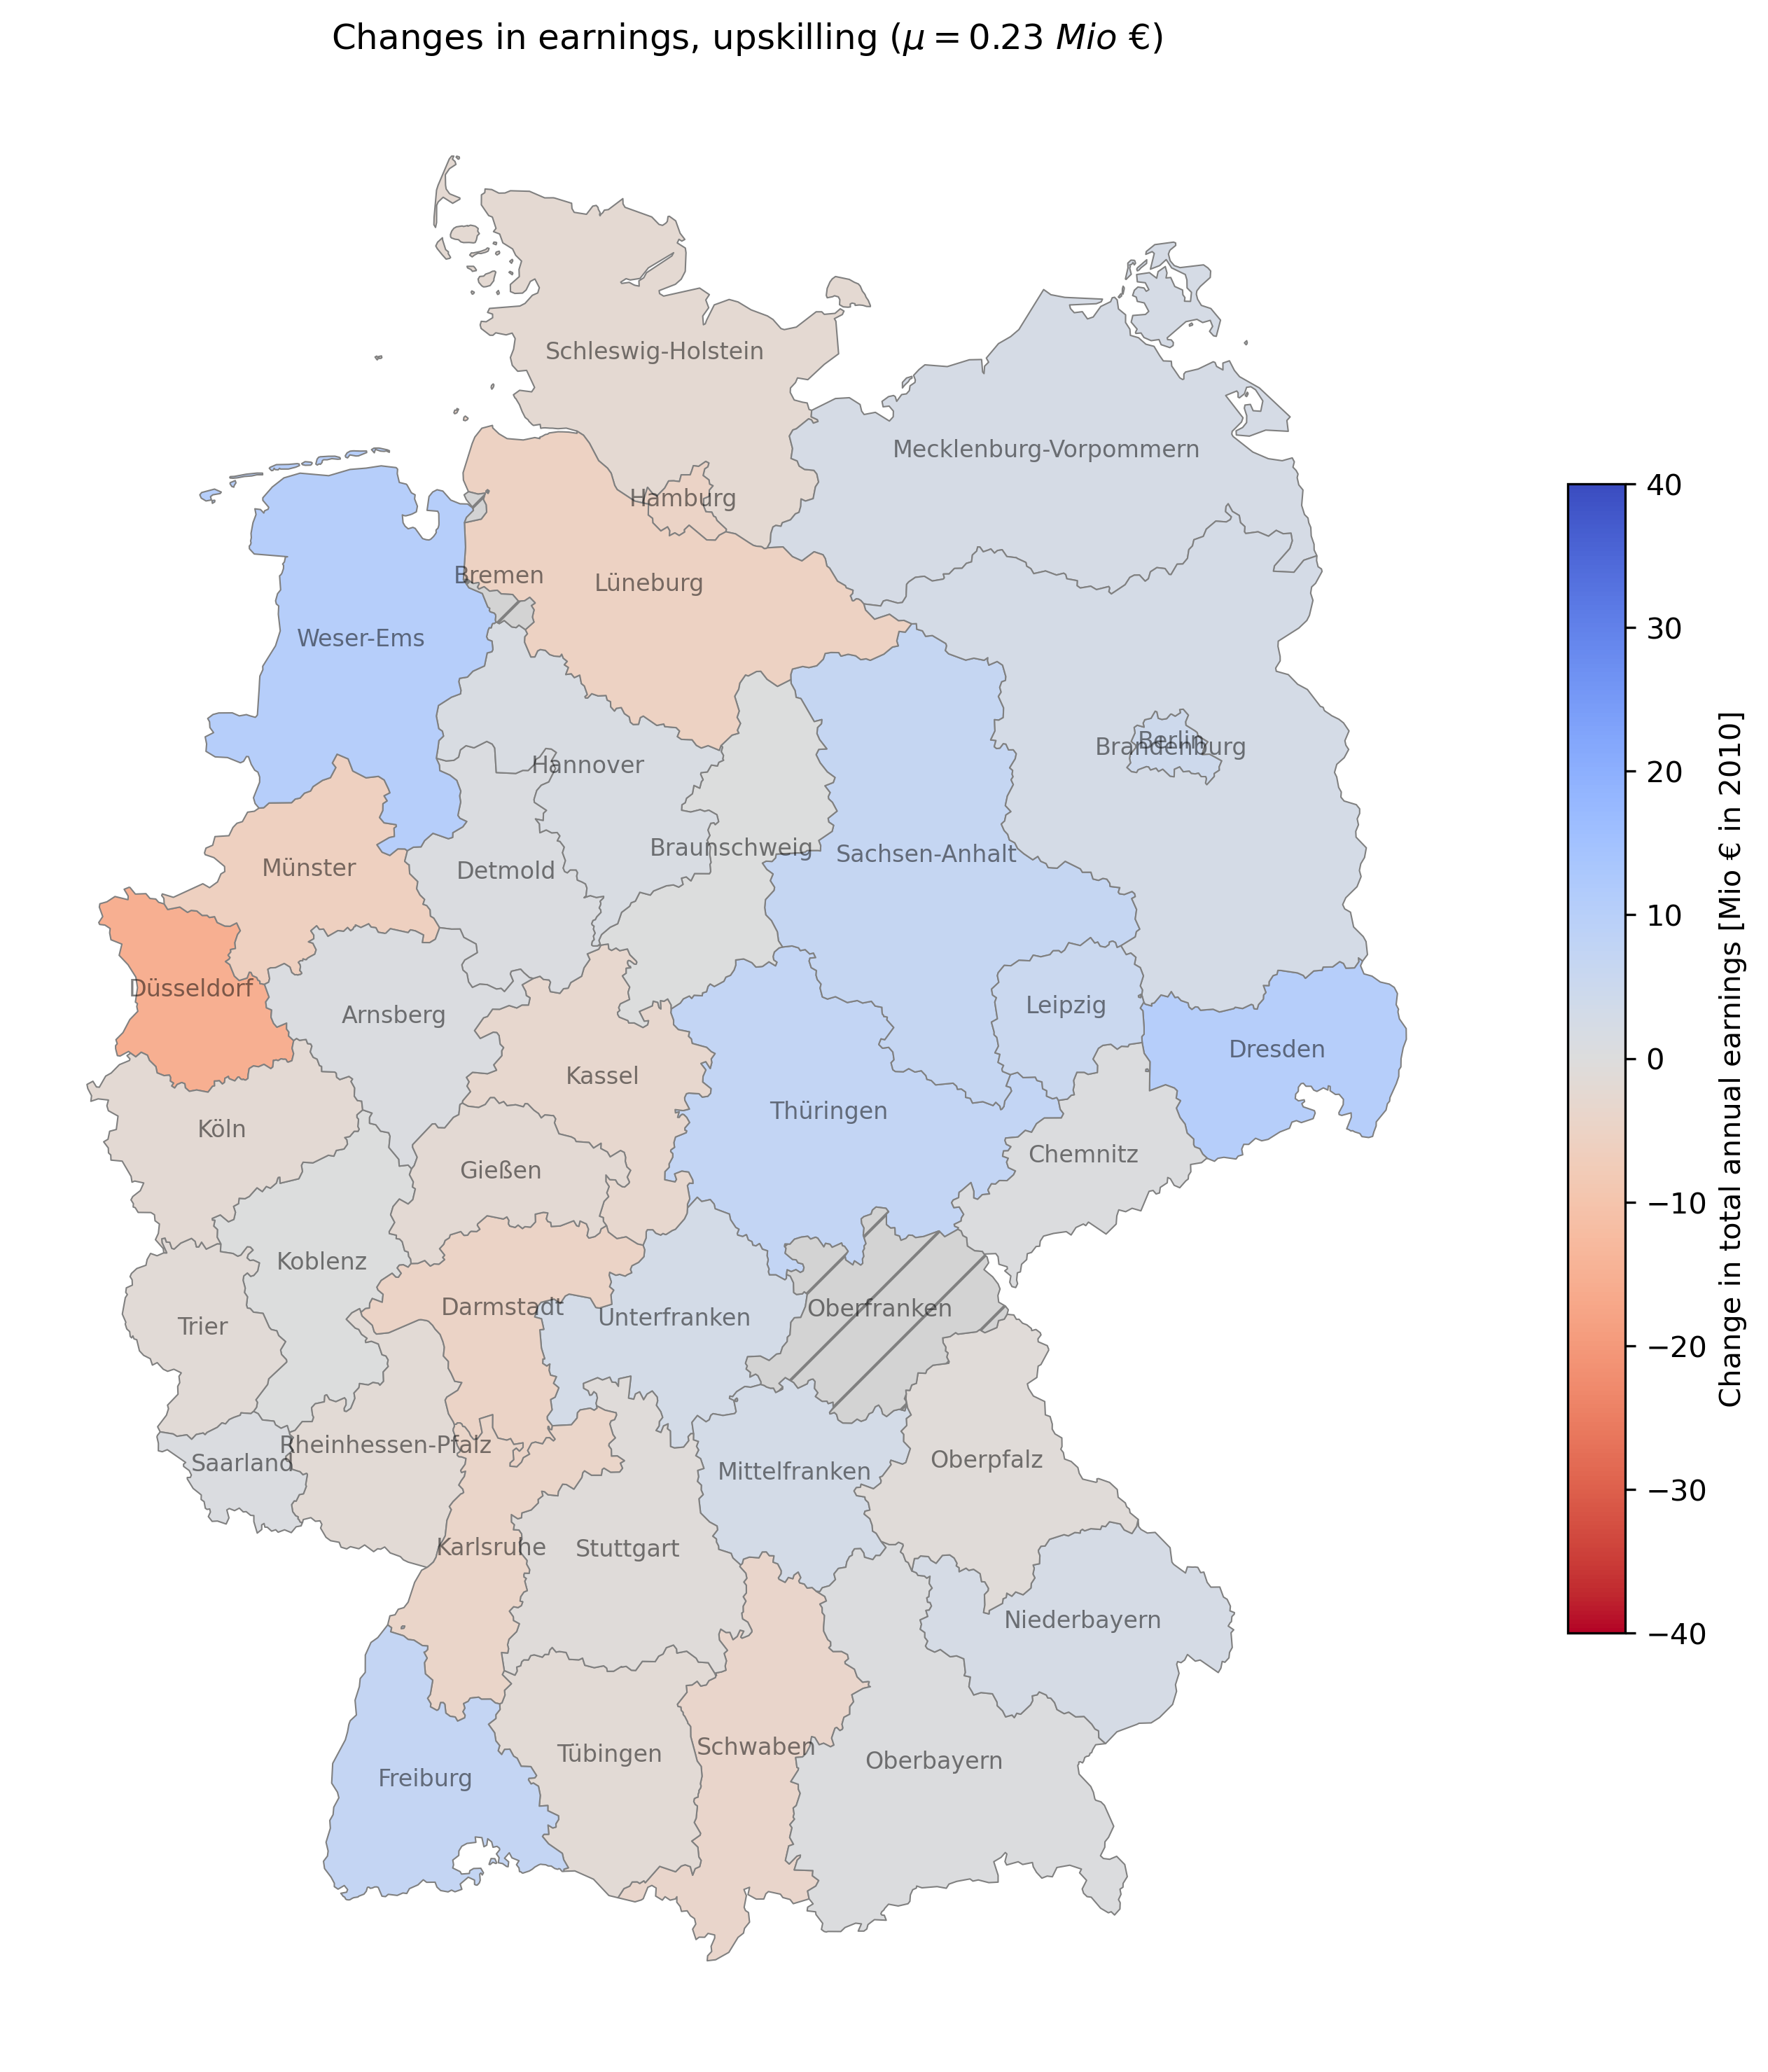 Changes in earnings, upskilling (μ = 0.23 Mio €)
Schleswig-Holstein
Mecklenburg-Vorpommern
Hamburg
Bremen
Lüneburg
Weser-Ems
Berlin
Brandenburg
Hannover
Braunschweig
Sachsen-Anhalt
Münster
Detmold
Düsseldorf
Arnsberg
Leipzig
Dresden
Kassel
Thüringen
Köln
Chemnitz
Gießen
Koblenz
Darmstadt
Unterfranken
Oberfranken
Trier
Rheinhessen-Pfalz
Saarland
Mittelfranken
Oberpfalz
Karlsruhe
Stuttgart
Niederbayern
Tübingen
Schwaben
Oberbayern
Freiburg
40
30
20
10
0
−10
−20
−30
−40
Change in total annual earnings [Mio € in 2010]